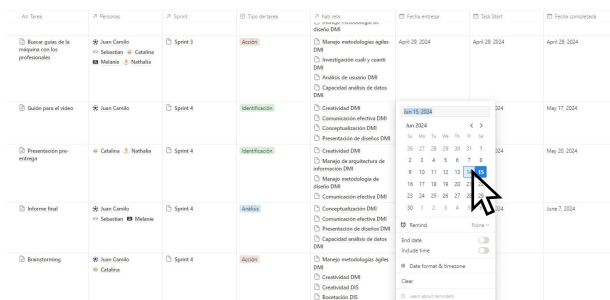 Tarea Personas Sprint Tipo de tarea hab rela Fecha entrega Task Start Fecha completada
diseño DMI
Buscar guías de la máquina con los profesionales
Juan Camilo
Sebastian Catalina
Melanie Nathalia
Sprint 3
Acción
Manejo metodologías ágiles DMI
Investigación cuali y cuanti DMI
Análisis de usuario DMI
Capacidad análisis de datos DMI
April 29, 2024
April 29, 2024
April 29, 2024
Guión para el video
Juan Camilo
Sprint 4
Identificación
Creatividad DMI
Comunicación efectiva DMI
Conceptualización DMI
Presentación de diseños DMI
May 17, 2024
Presentación pre-entrega
Catalina Nathalia
Sprint 4
Identificación
Creatividad DMI
Manejo de arquitectura de información DMI
Manejo metodología de diseño DMI
Comunicación efectiva DMI
May 20, 2024
Informe final
Juan Camilo
Sebastian Melanie
Sprint 4
Análisis
Conceptualización DMI
Comunicación efectiva DMI
Presentación de diseños DMI
Capacidad análisis de datos DMI
June 7, 2024
Brainstorming
Juan Camilo
Catalina
Sprint 4
Acción
Manejo metodologías ágiles DMI
Creatividad DMI
Creatividad DIS
Bocetación DIS
Jun 15, 2024
Jun 2024
Su Mo Tu We Th Fr Sa
26 27 28 29 30 31 1
2 3 4 5 6 7 8
9 10 11 12 13 14 15
16 17 18 19 20 21 22
23 24 25 26 27 28 29
30 1 2 3 4
Remind None
End date
Include time
Date format & timezone
Clear
Learn about reminders